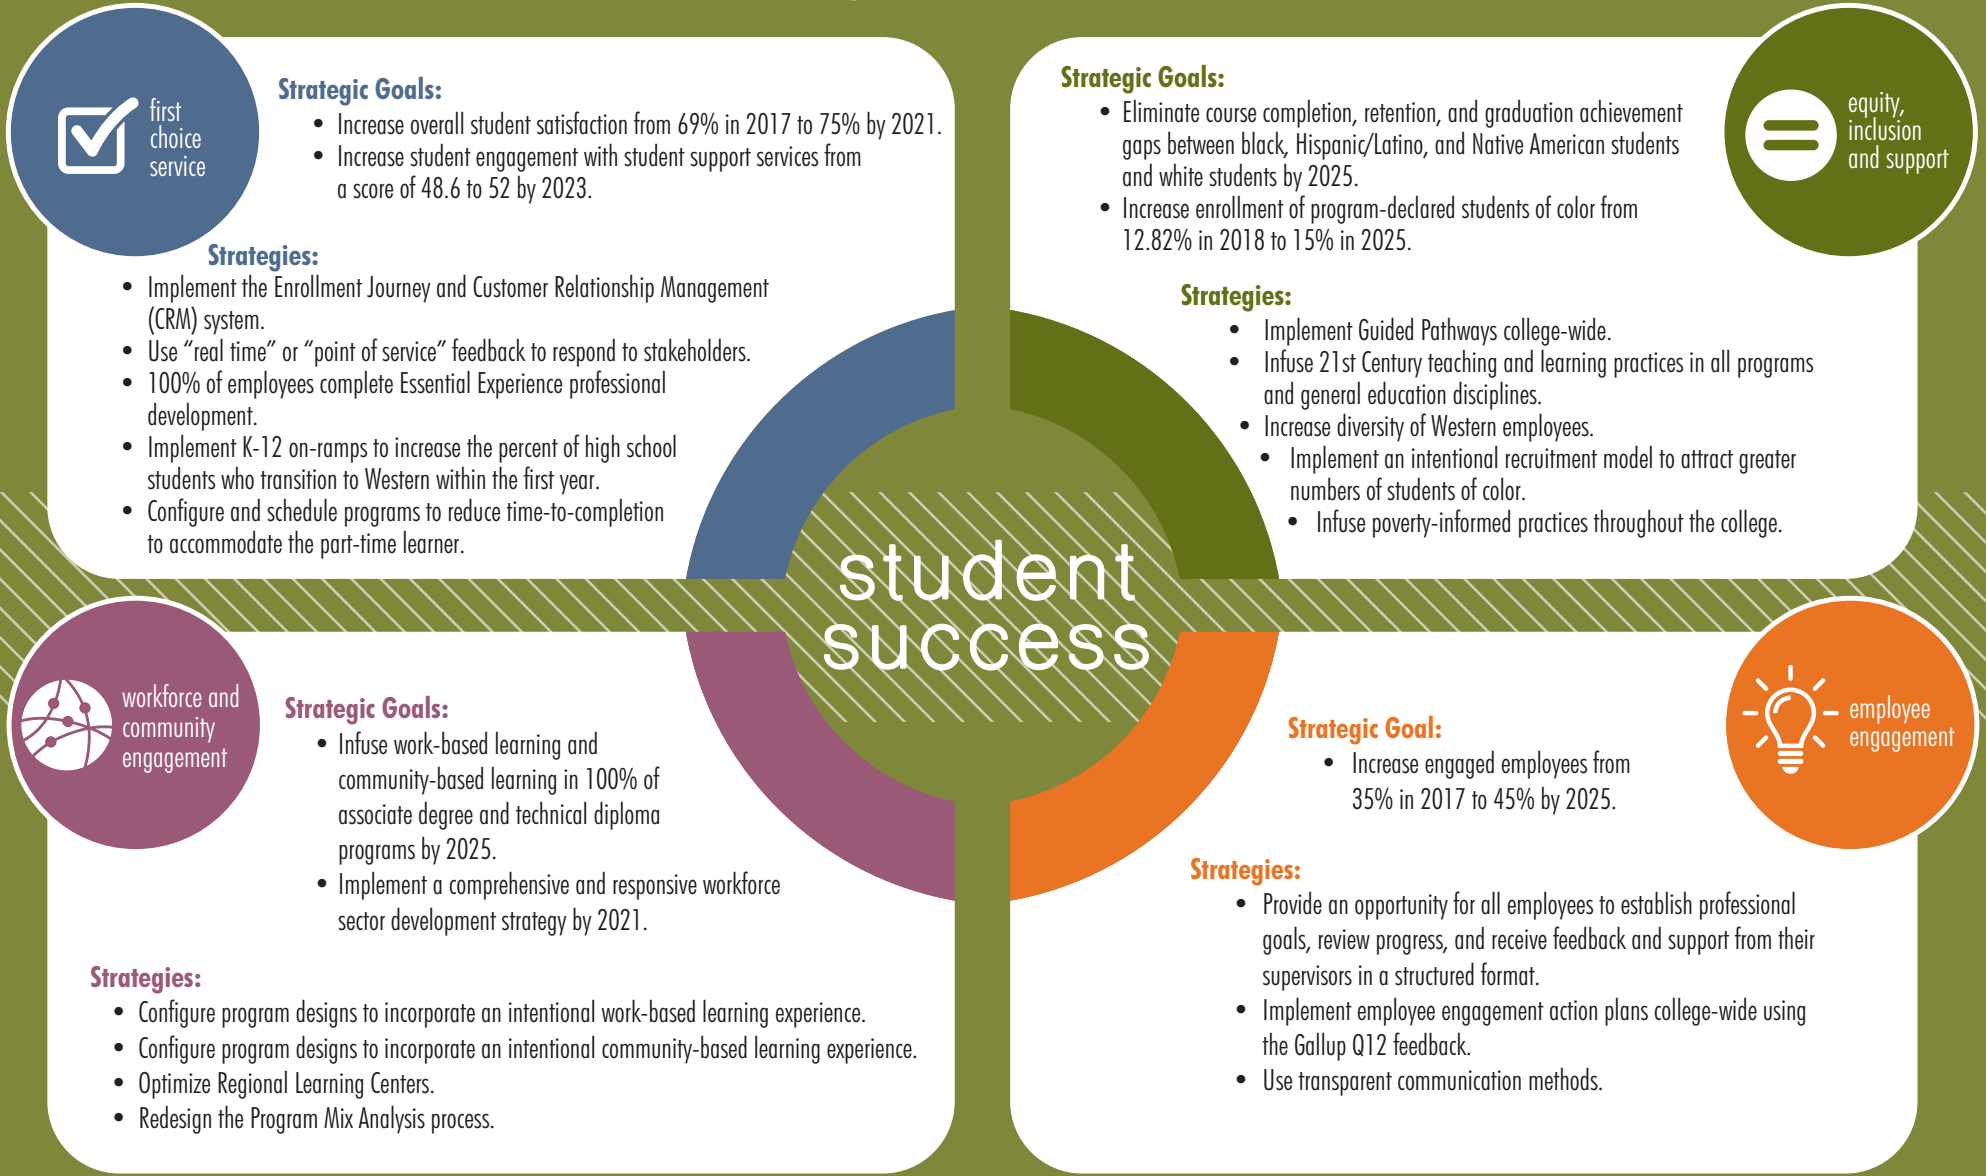 first
choice
service
Strategic Goals:
• Increase overall student satisfaction from 69% in 2017 to 75% by 2021.
• Increase student engagement with student support services from
a score of 48.6 to 52 by 2023.
Strategies:
• Implement the Enrollment Journey and Customer Relationship Management
(CRM) system.
• Use “real time” or “point of service” feedback to respond to stakeholders.
• 100% of employees complete Essential Experience professional
development.
• Implement K-12 on-ramps to increase the percent of high school
students who transition to Western within the first year.
• Configure and schedule programs to reduce time-to-completion
to accommodate the part-time learner.
equity,
inclusion
and support
Strategic Goals:
• Eliminate course completion, retention, and graduation achievement
gaps between black, Hispanic/Latino, and Native American students
and white students by 2025.
• Increase enrollment of program-declared students of color from
12.82% in 2018 to 15% in 2025.
Strategies:
• Implement Guided Pathways college-wide.
• Infuse 21st Century teaching and learning practices in all programs
and general education disciplines.
• Increase diversity of Western employees.
• Implement an intentional recruitment model to attract greater
numbers of students of color.
• Infuse poverty-informed practices throughout the college.
student
success
workforce and
community
engagement
Strategic Goals:
• Infuse work-based learning and
community-based learning in 100% of
associate degree and technical diploma
programs by 2025.
• Implement a comprehensive and responsive workforce
sector development strategy by 2021.
Strategies:
• Configure program designs to incorporate an intentional work-based learning experience.
• Configure program designs to incorporate an intentional community-based learning experience.
• Optimize Regional Learning Centers.
• Redesign the Program Mix Analysis process.
employee
engagement
Strategic Goal:
• Increase engaged employees from
35% in 2017 to 45% by 2025.
Strategies:
• Provide an opportunity for all employees to establish professional
goals, review progress, and receive feedback and support from their
supervisors in a structured format.
• Implement employee engagement action plans college-wide using
the Gallup Q12 feedback.
• Use transparent communication methods.